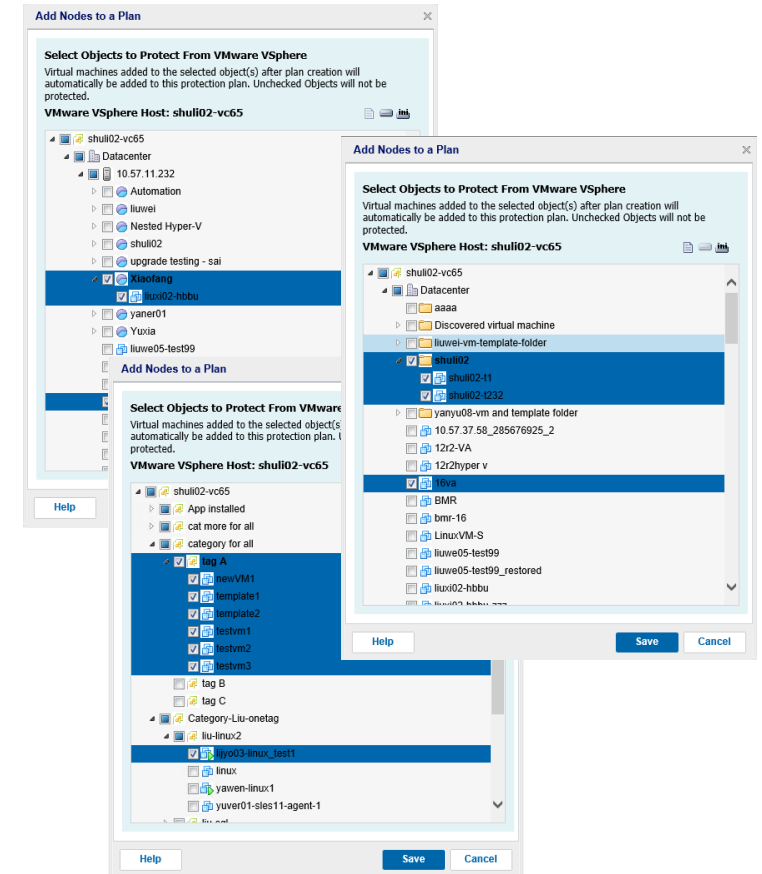 Add Nodes to a Plan
Select Objects to Protect From VMware VSphere
Virtual machines added to the selected object(s) after plan creation will
automatically be added to this protection plan. Unchecked Objects will not be
protected.
VMware VSphere Host: shuli02-vc65
shuli02-vc65
Datacenter
10.57.11.232
Automation
liuwei
Nested Hyper-V
shuli02
upgrade testing - sai
Xiaofang
liuxi02-hbbu
yaner01
Yuxia
liuwe05-test99
Help
Add Nodes to a Plan
Select Objects to Protect From VMware VSphere
Virtual machines added to the selected object(s) after plan creation will
automatically be added to this protection plan. Unchecked Objects will not be
protected.
VMware VSphere Host: shuli02-vc65
shuli02-vc65
Datacenter
aaaa
Discovered virtual machine
liuwei-vm-template-folder
shuli02
shuli02-t1
shuli02-t232
yanyu08-vm and template folder
10.57.37.58_285676925_2
12r2-VA
12r2hyper v
16va
BMR
bmr-16
LinuxVM-S
liuwe05-test99
liuwe05-test99_restored
liuxi02-hbbu
Help
Save
Cancel
Add Nodes to a Plan
Select Objects to Protect From VMware
Virtual machines added to the selected object(s)
automatically be added to this protection plan.
protected.
VMware VSphere Host: shuli02-vc65
shuli02-vc65
App installed
cat more for all
category for all
tag A
newVM1
template1
template2
testvm1
testvm2
testvm3
tag B
tag C
Category-Liu-onetag
liu-linux2
lijyo03-linux_test1
linux
yawen-linux1
yuver01-sles11-agent-1
Help
Save
Cancel